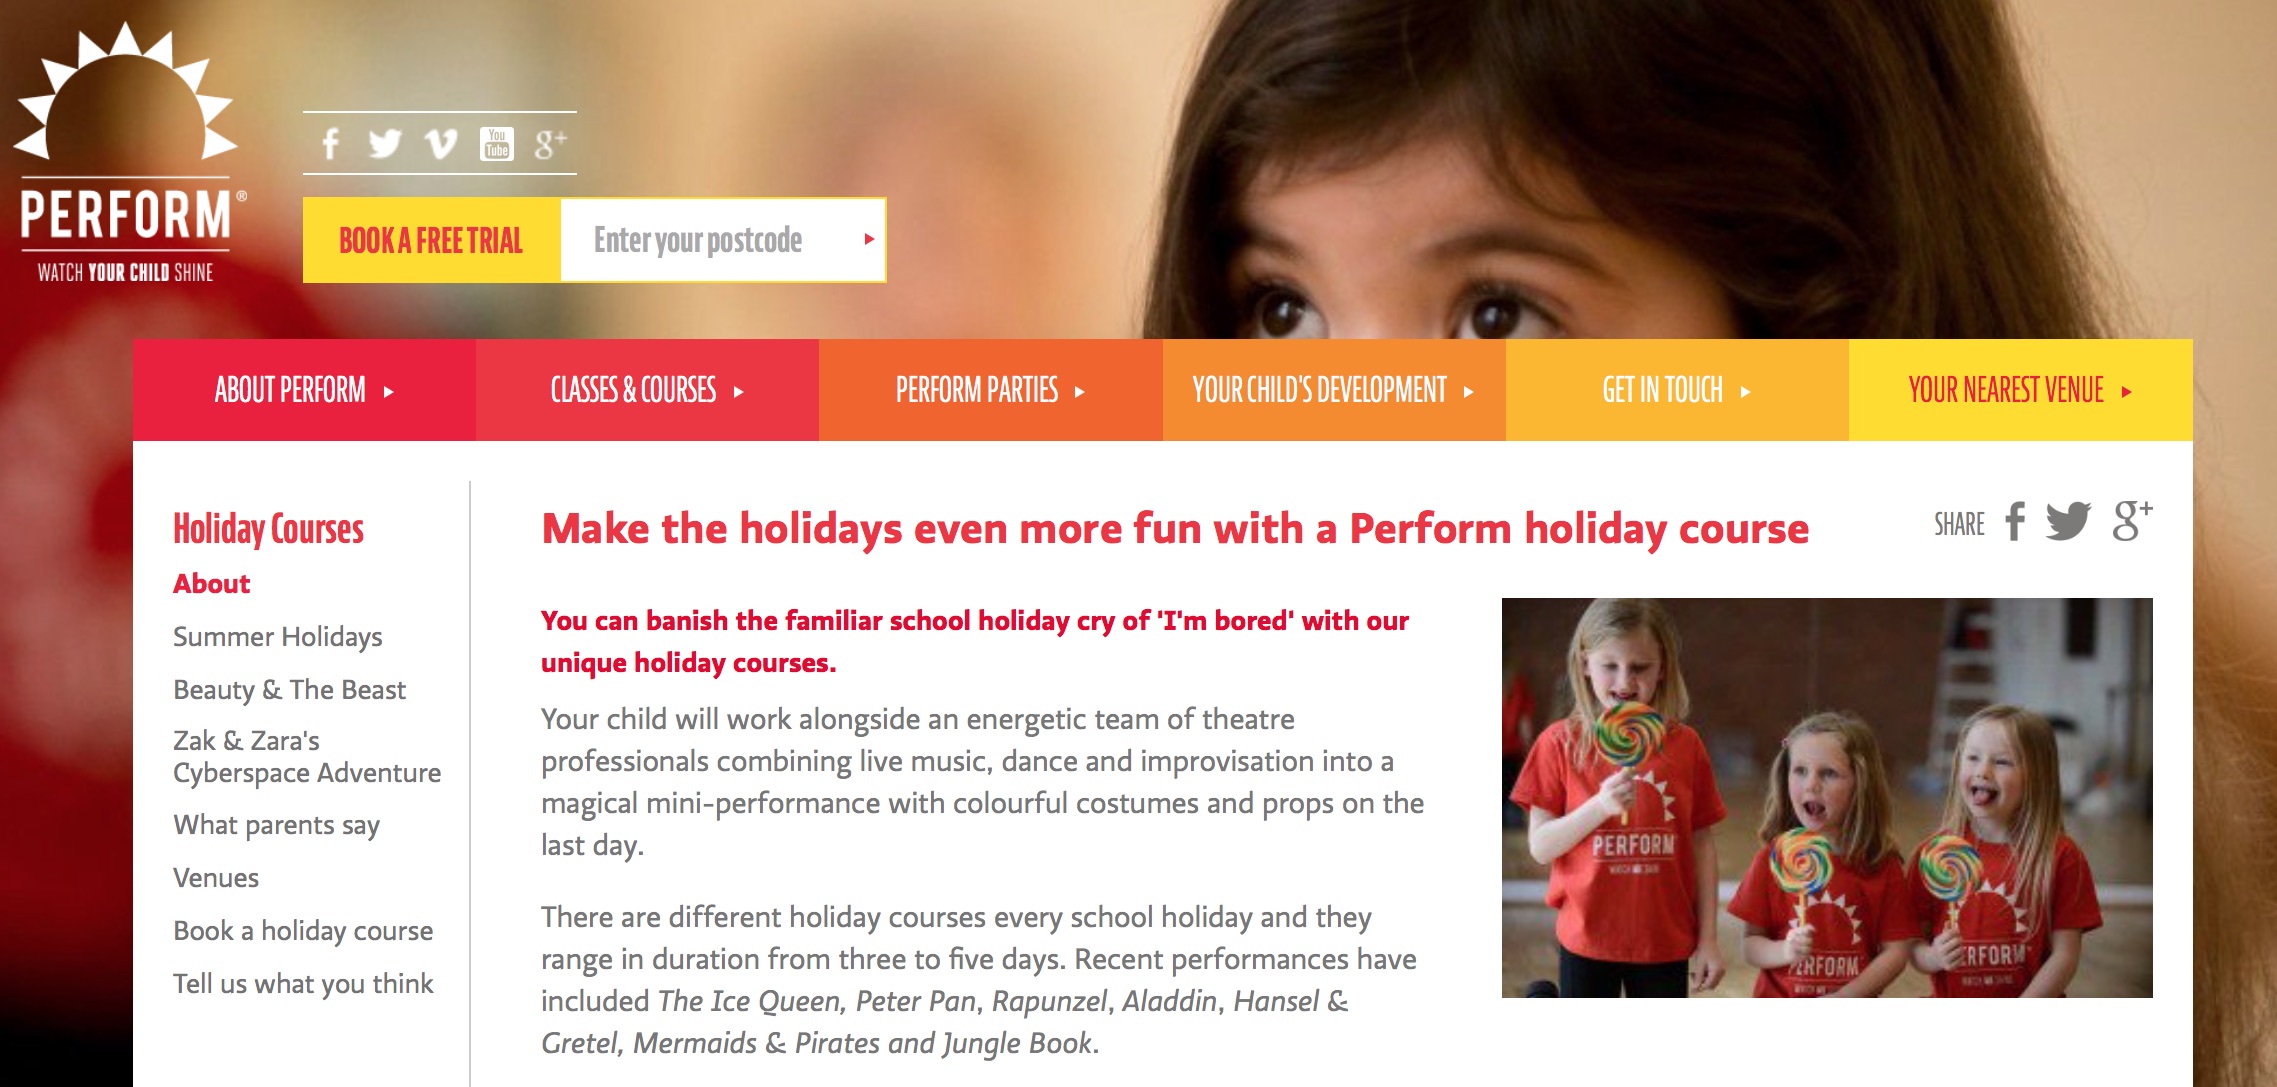 PERFORM®
WATCH YOUR CHILD SHINE
You
Tube
g+
BOOK A FREE TRIAL
Enter your postcode
ABOUT PERFORM
CLASSES & COURSES
PERFORM PARTIES
YOUR CHILD'S DEVELOPMENT
GET IN TOUCH
YOUR NEAREST VENUE
Holiday Courses
About
Summer Holidays
Beauty & The Beast
Zak & Zara's
Cyberspace Adventure
What parents say
Venues
Book a holiday course
Tell us what you think
Make the holidays even more fun with a Perform holiday course
SHARE
g+
You can banish the familiar school holiday cry of 'I'm bored' with our
unique holiday courses.
Your child will work alongside an energetic team of theatre
professionals combining live music, dance and improvisation into a
magical mini-performance with colourful costumes and props on the
last day.
There are different holiday courses every school holiday and they
range in duration from three to five days. Recent performances have
included The Ice Queen, Peter Pan, Rapunzel, Aladdin, Hansel &
Gretel, Mermaids & Pirates and Jungle Book.
PERFORM
PERFORM
PERFORM